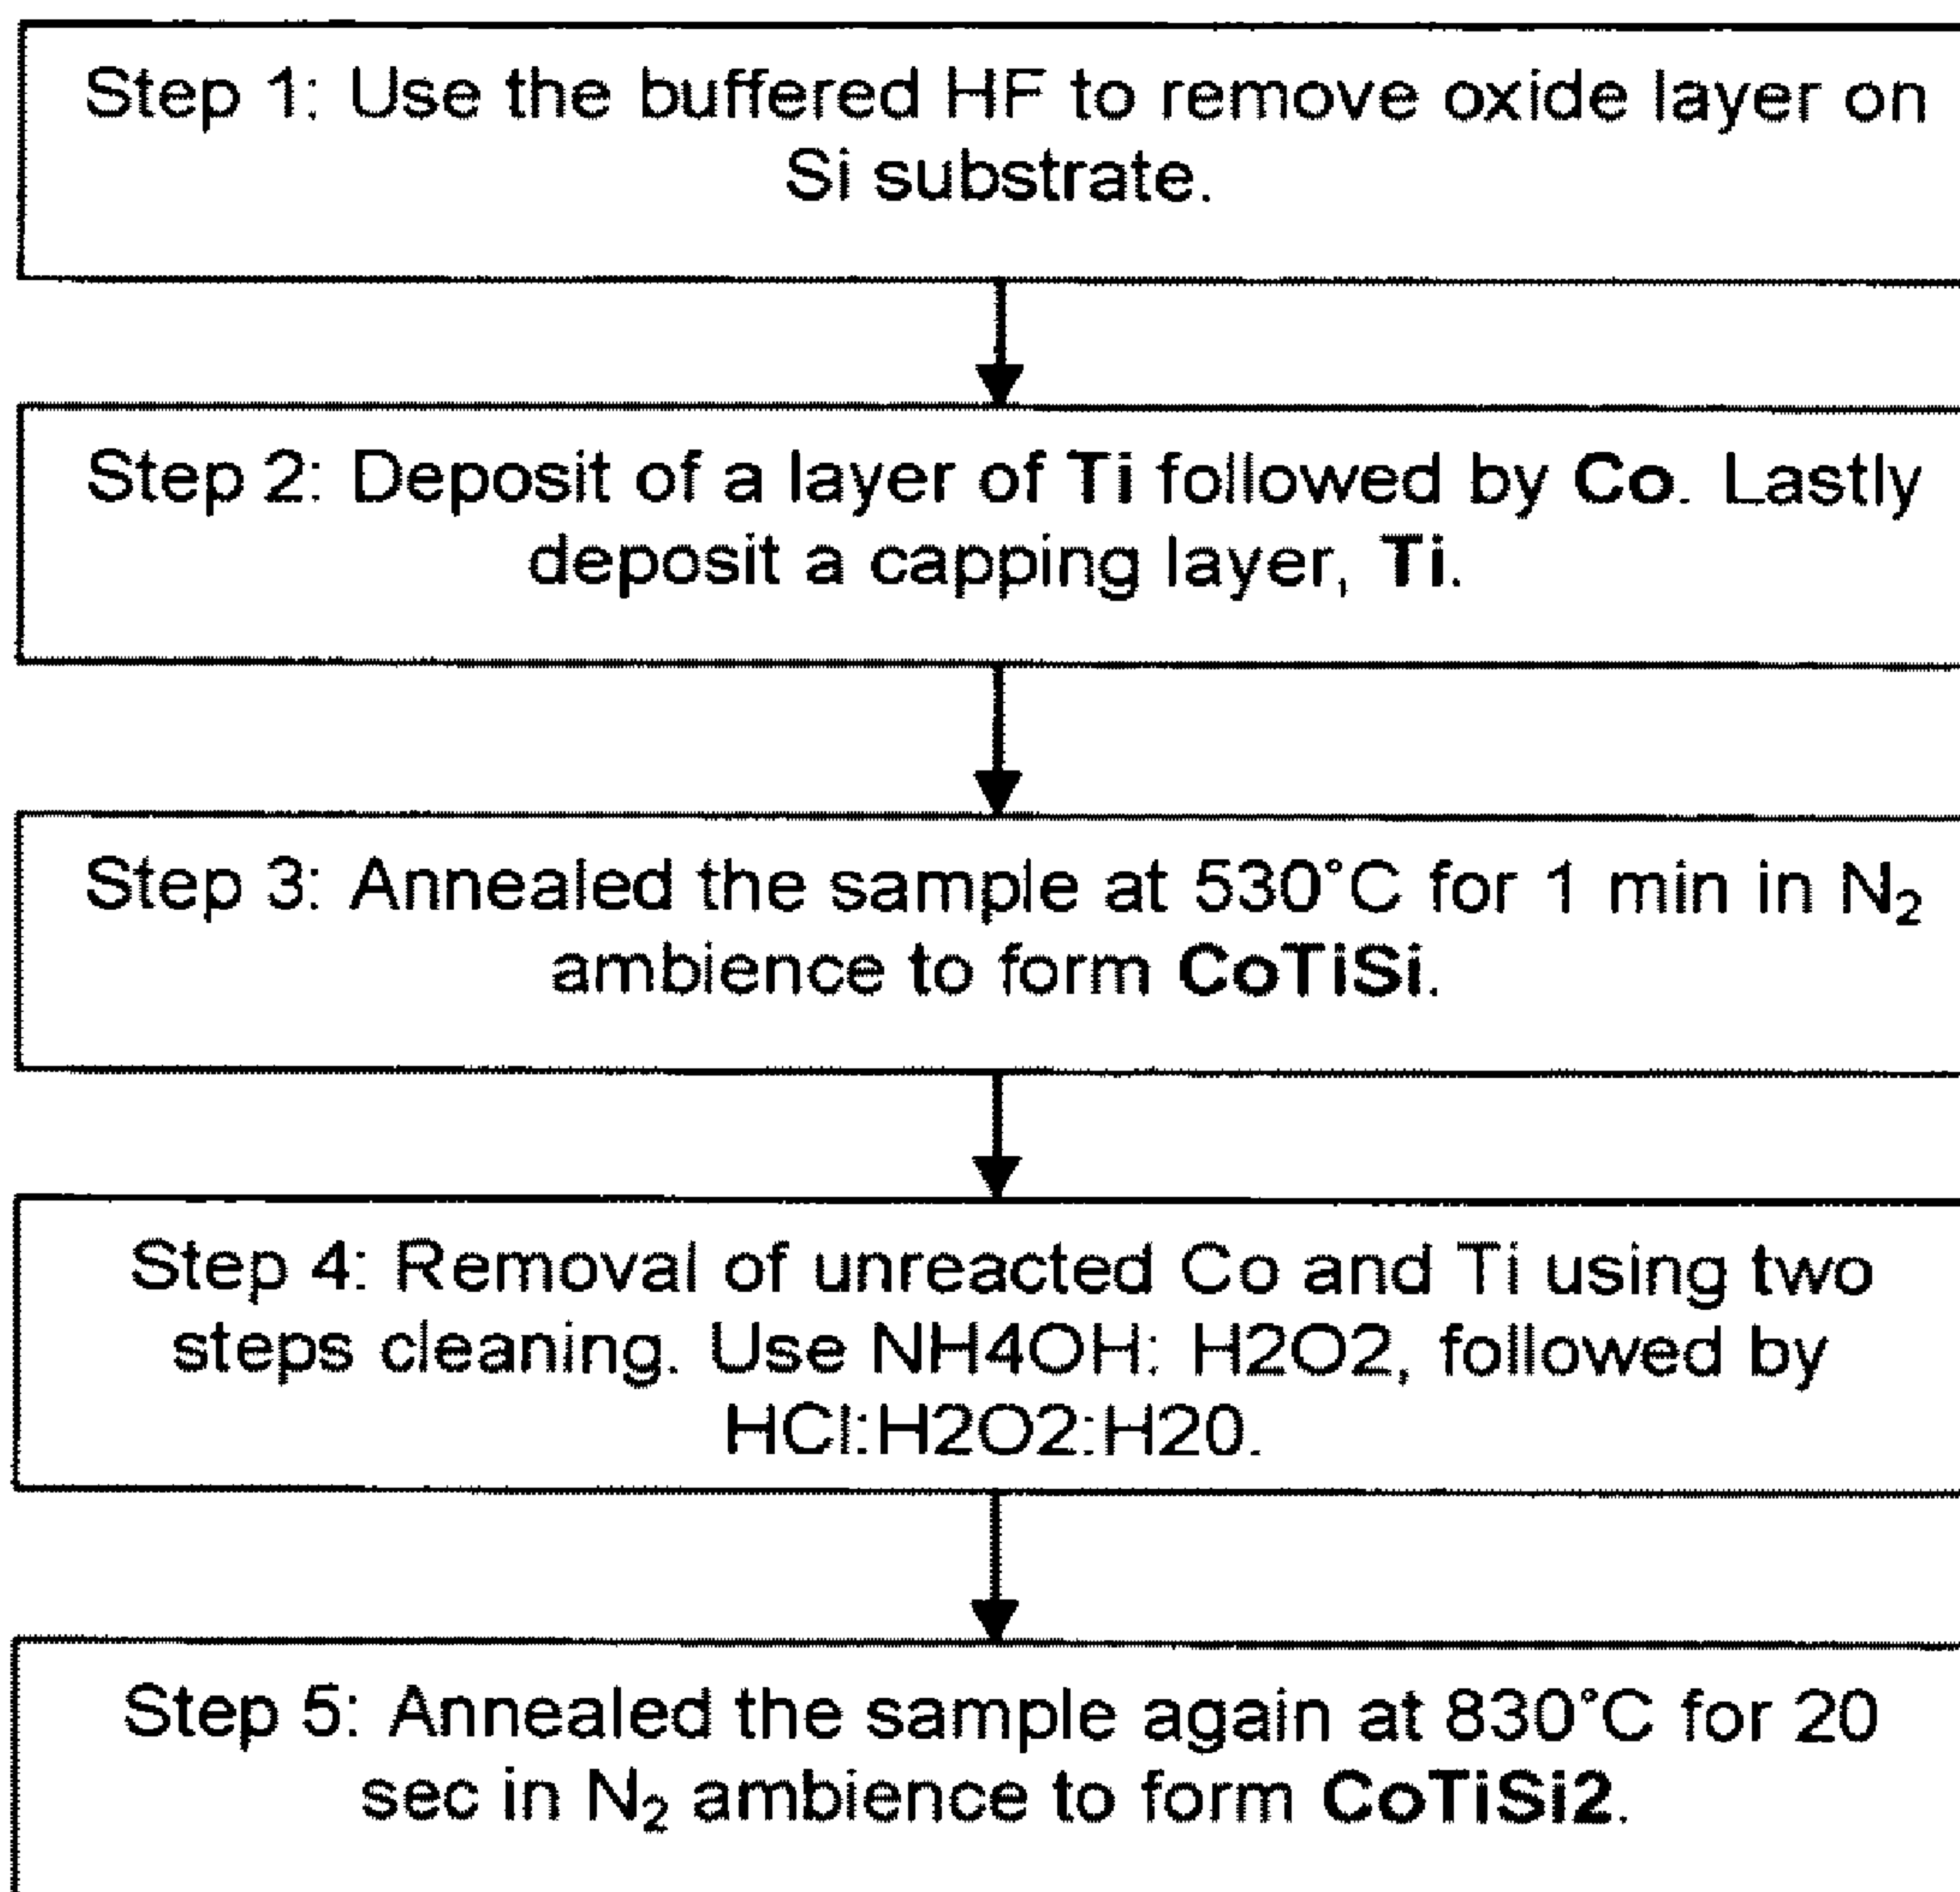 Step 1: Use the buffered HF to remove oxide layer on
Si substrate.
Step 2: Deposit of a layer of Ti followed by Co. Lastly
deposit a capping layer, Ti.
Step 3: Annealed the sample at 530°C for 1 min in N₂
ambience to form CoTiSi.
Step 4: Removal of unreacted Co and Ti using two
steps cleaning. Use NH4OH: H2O2, followed by
HCl:H2O2:H20.
Step 5: Annealed the sample again at 830°C for 20
sec in N₂ ambience to form CoTiSi2.